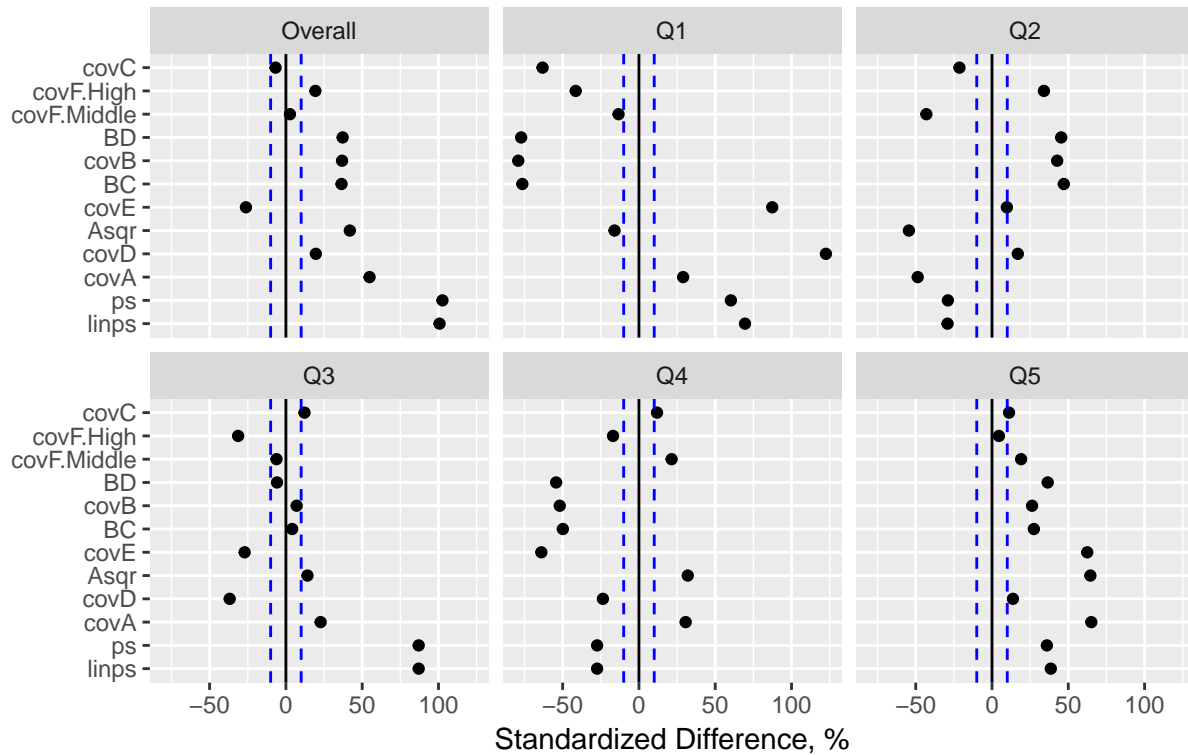 Overall Q1 Q2
covC
covF.High
covF.Middle
BD
covB
BC
covE
Asqr
covD
covA
ps
linps
Q3 Q4 Q5
covC
covF.High
covF.Middle
BD
covB
BC
covE
Asqr
covD
covA
ps
linps
−50 0 50 100 −50 0 50 100 −50 0 50 100
Standardized Difference, %